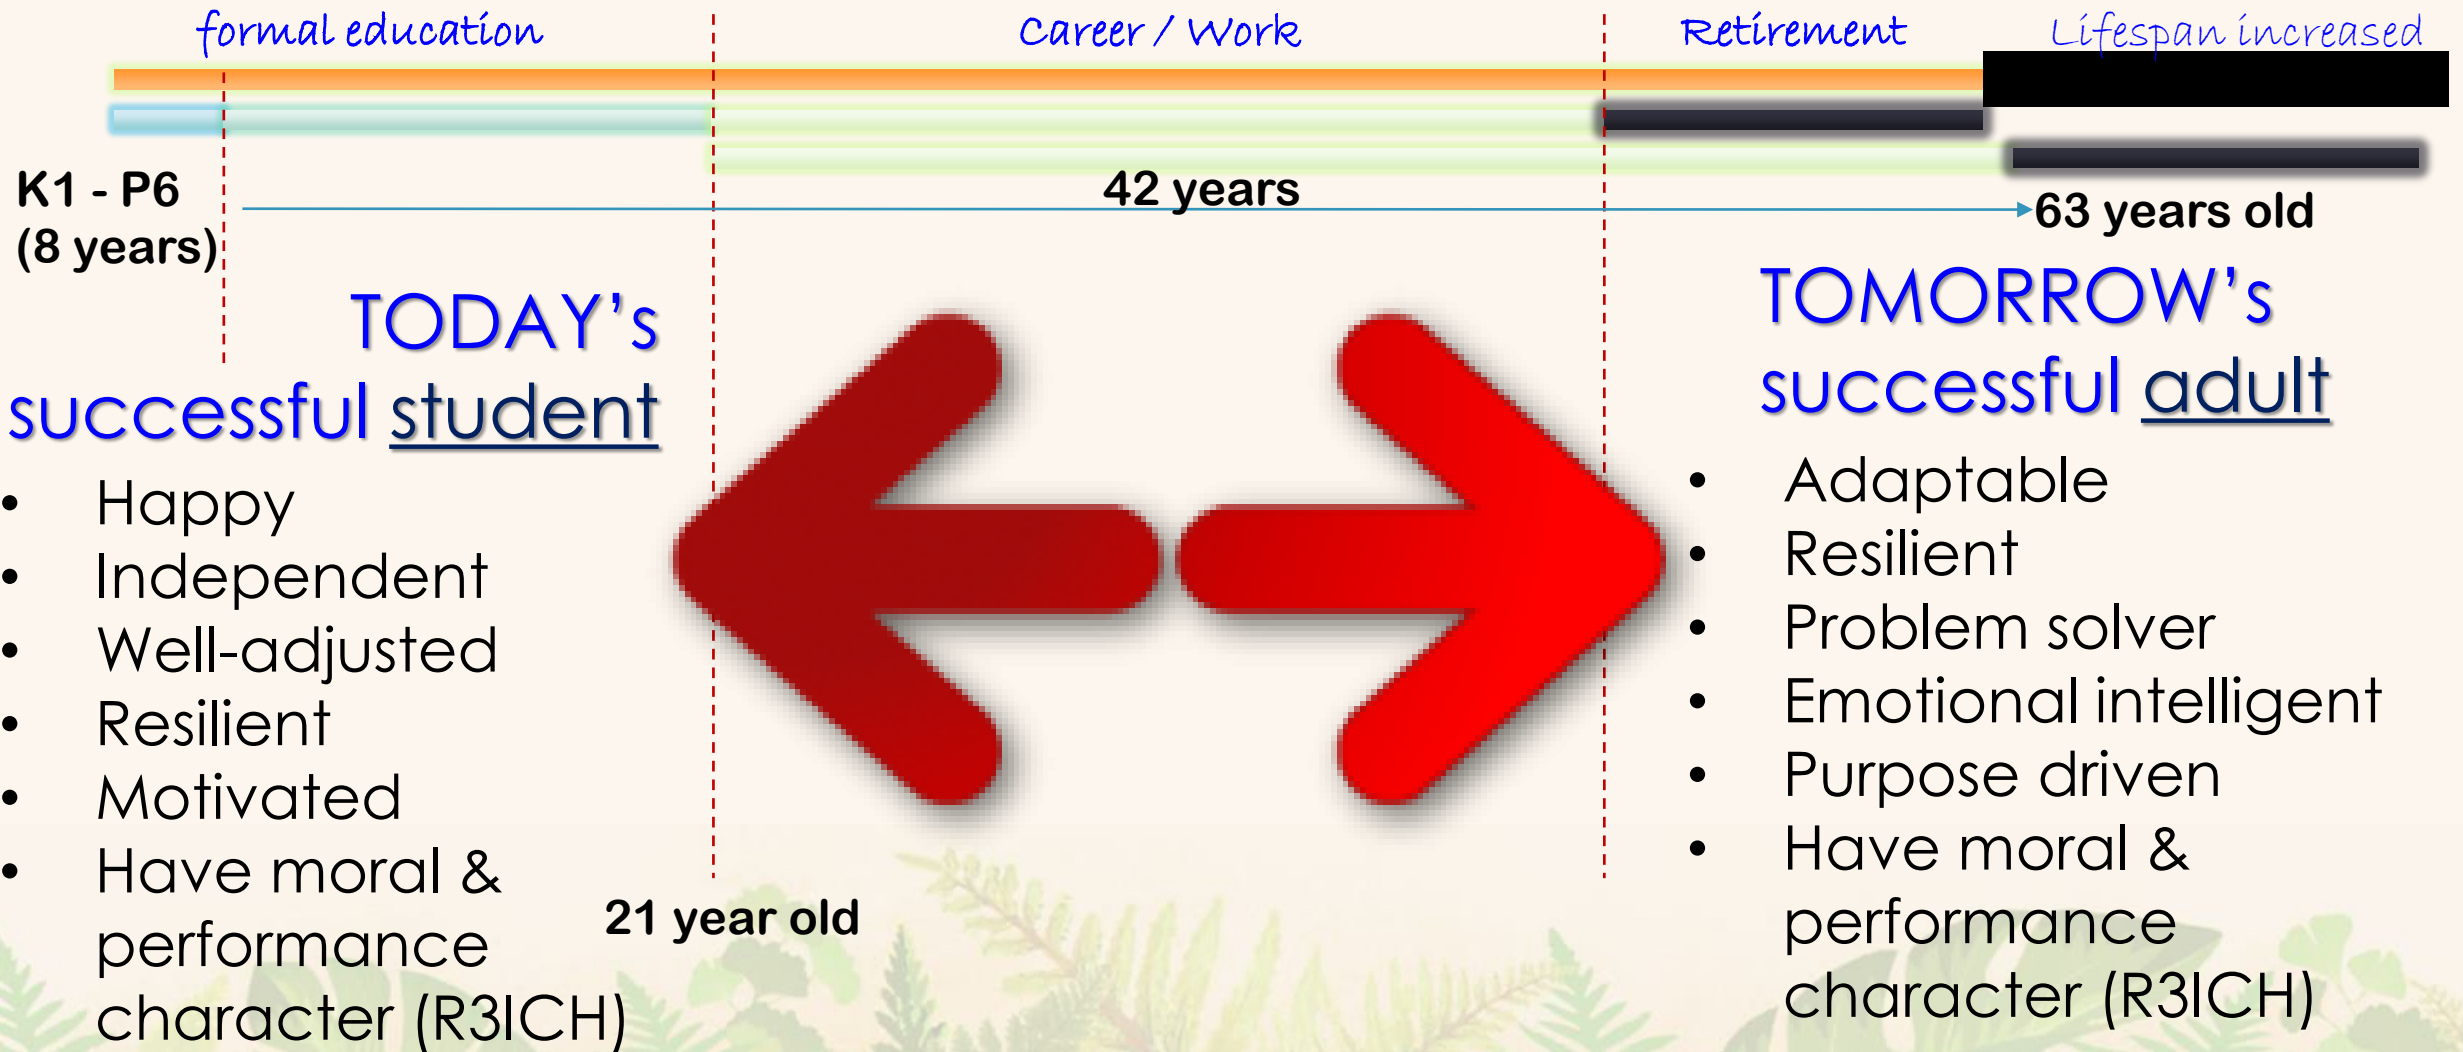 formal education
Career / Work
Retirement
Lifespan increased
K1 - P6
(8 years)
42 years
63 years old
TODAY’s
successful student
• Happy
• Independent
• Well-adjusted
• Resilient
• Motivated
• Have moral &
performance
character (R3ICH)
21 year old
TOMORROW’s
successful adult
• Adaptable
• Resilient
• Problem solver
• Emotional intelligent
• Purpose driven
• Have moral &
performance
character (R3ICH)